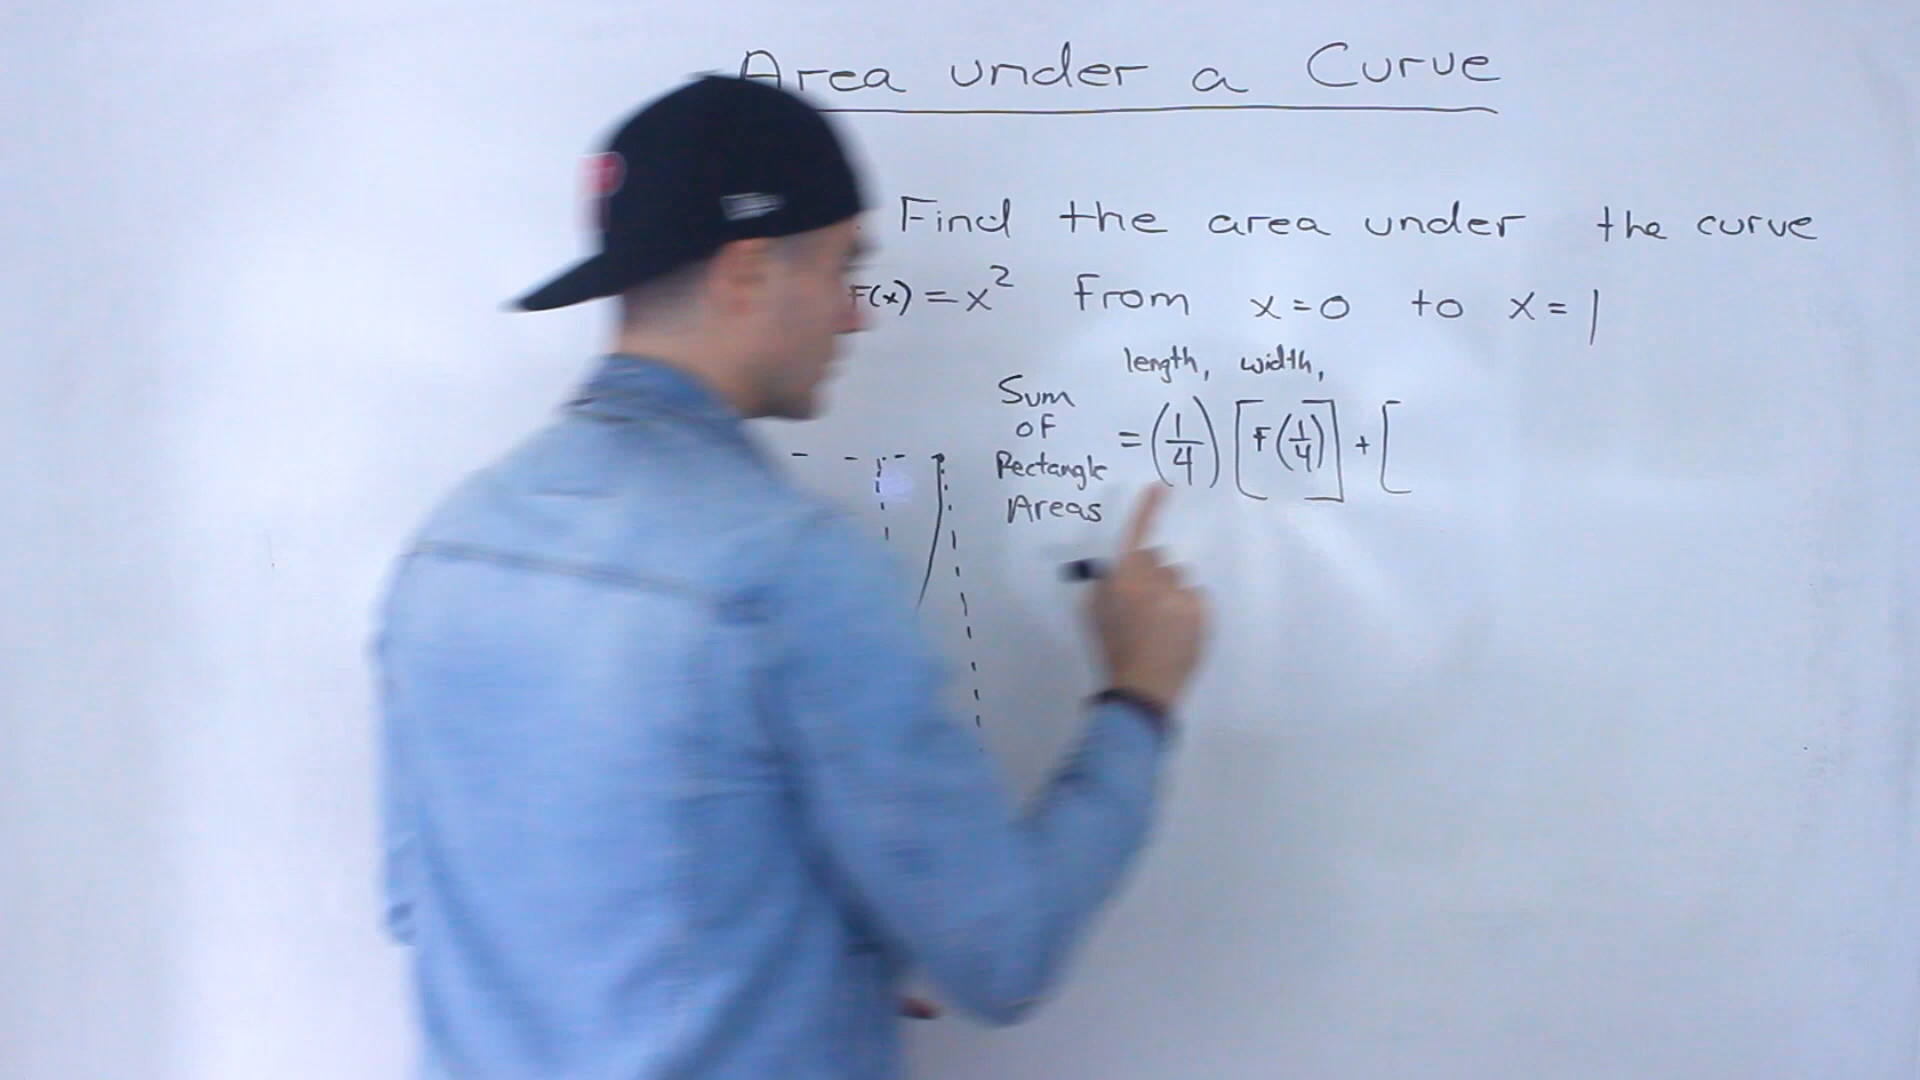 Area under a Curve
Find the area under the curve
F(x) = x² From x = 0 to x = 1
length, width,
Sum
OF
Rectangle
Areas
= (1/4) [F(1/4)] + [